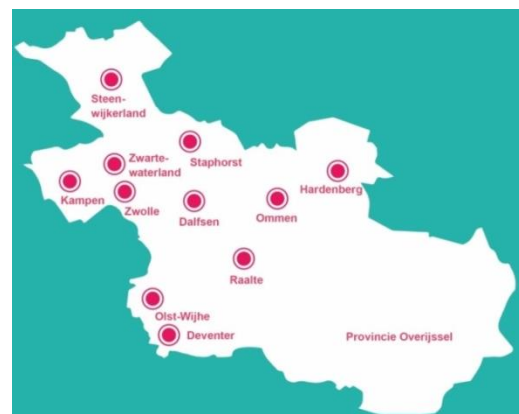 Steen-
wijkerland
Staphorst
Zwarte-
waterland
Hardenberg
Kampen
Zwolle
Dalfsen
Ommen
Raalte
Olst-Wijhe
Deventer
Provincie Overijssel